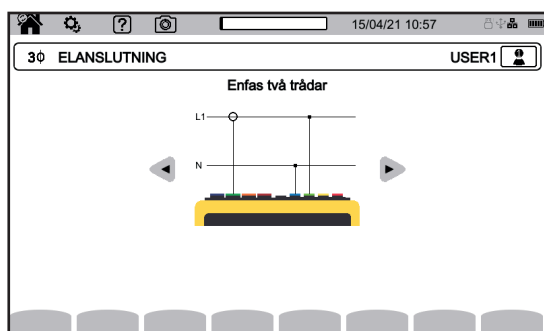 ? 15/04/21 10:57
3ϕ ELANSLUTNING USER1
Enfas två trådar
L1
N